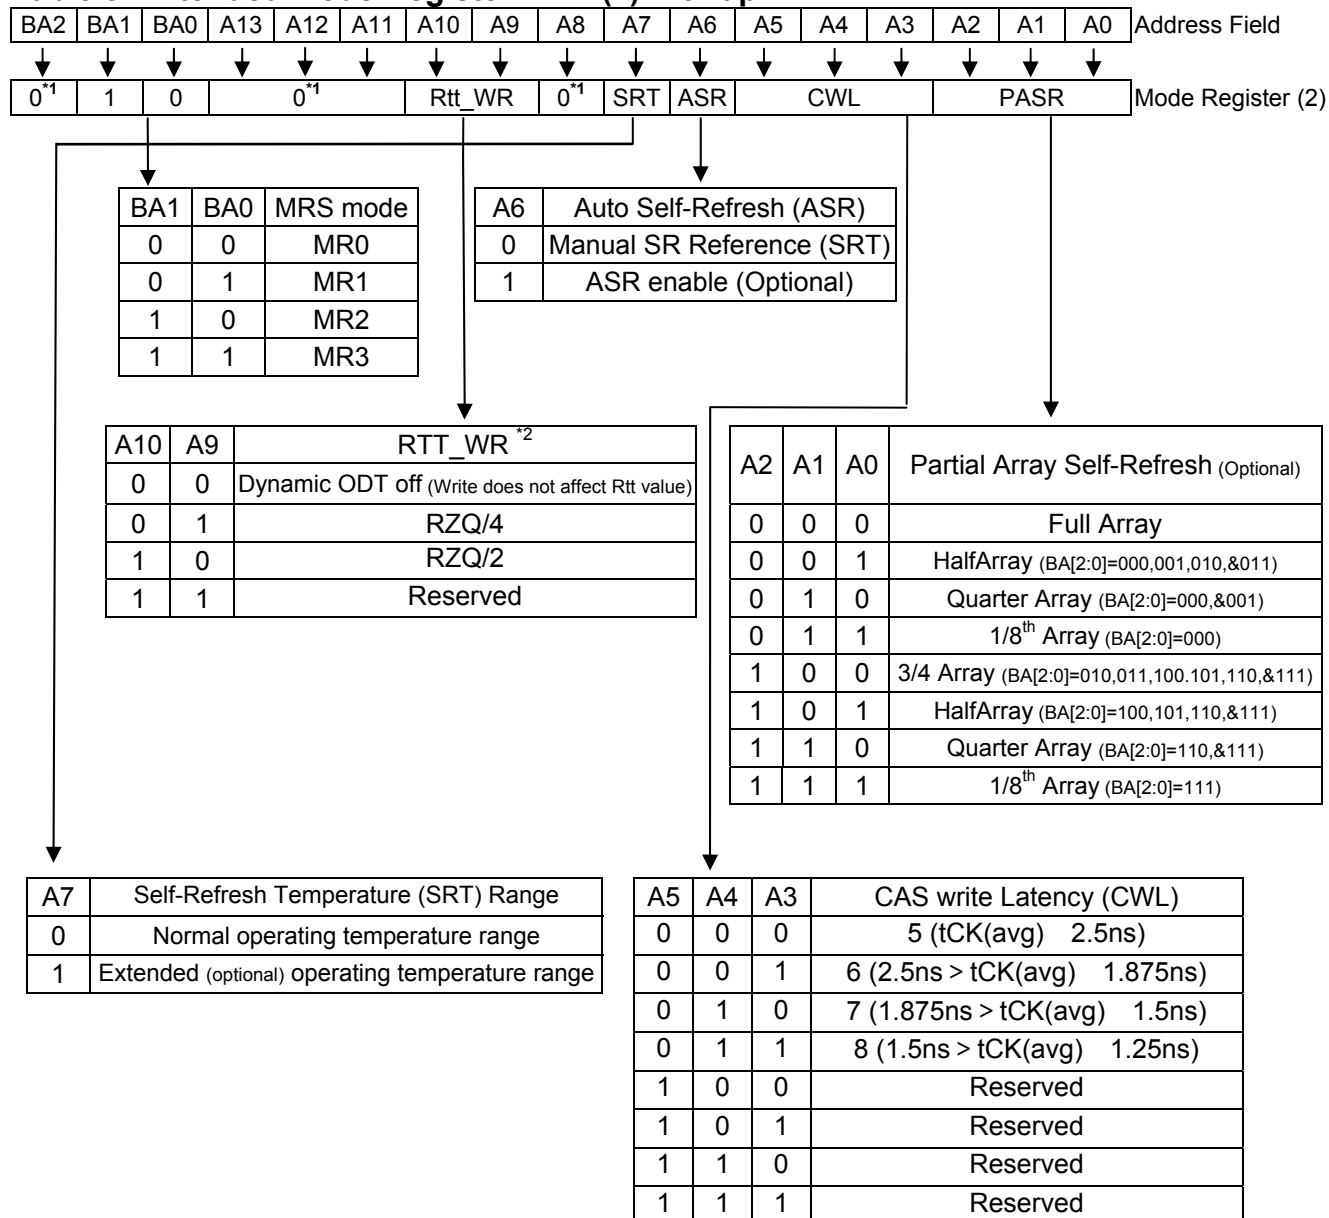 BA2 BA1 BA0 A13 A12 A11 A10 A9 A8 A7 A6 A5 A4 A3 A2 A1 A0 Address Field
0*1 1 0 0*1 Rtt_WR 0*1 SRT ASR CWL PASR Mode Register (2)
BA1 BA0 MRS mode
0 0 MR0
0 1 MR1
1 0 MR2
1 1 MR3
A6 Auto Self-Refresh (ASR)
0 Manual SR Reference (SRT)
1 ASR enable (Optional)
A10 A9 RTT_WR *2
0 0 Dynamic ODT off (Write does not affect Rtt value)
0 1 RZQ/4
1 0 RZQ/2
1 1 Reserved
A2 A1 A0 Partial Array Self-Refresh (Optional)
0 0 0 Full Array
0 0 1 HalfArray (BA[2:0]=000,001,010,&011)
0 1 0 Quarter Array (BA[2:0]=000,&001)
0 1 1 1/8th Array (BA[2:0]=000)
1 0 0 3/4 Array (BA[2:0]=010,011,100.101,110,&111)
1 0 1 HalfArray (BA[2:0]=100,101,110,&111)
1 1 0 Quarter Array (BA[2:0]=110,&111)
1 1 1 1/8th Array (BA[2:0]=111)
A7 Self-Refresh Temperature (SRT) Range
0 Normal operating temperature range
1 Extended (optional) operating temperature range
A5 A4 A3 CAS write Latency (CWL)
0 0 0 5 (tCK(avg) 2.5ns)
0 0 1 6 (2.5ns > tCK(avg) 1.875ns)
0 1 0 7 (1.875ns > tCK(avg) 1.5ns)
0 1 1 8 (1.5ns > tCK(avg) 1.25ns)
1 0 0 Reserved
1 0 1 Reserved
1 1 0 Reserved
1 1 1 Reserved